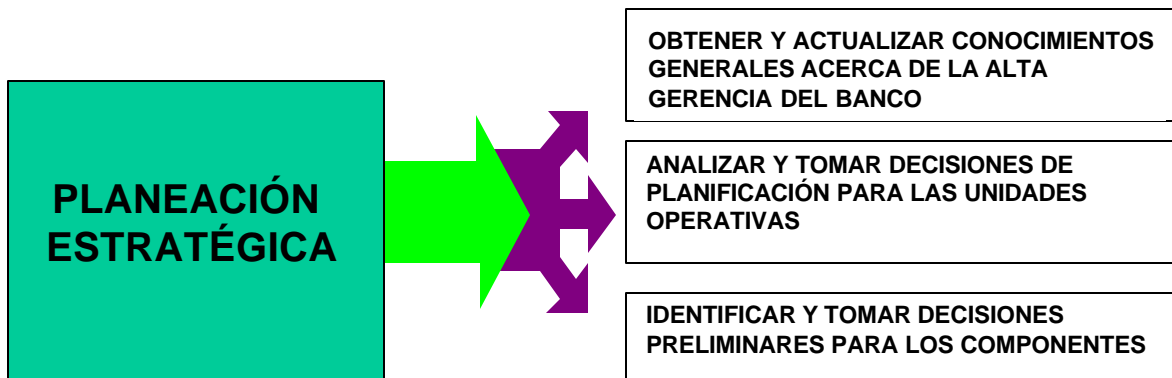 PLANEACIÓN
ESTRATÉGICA
OBTENER Y ACTUALIZAR CONOCIMIENTOS
GENERALES ACERCA DE LA ALTA
GERENCIA DEL BANCO
ANALIZAR Y TOMAR DECISIONES DE
PLANIFICACIÓN PARA LAS UNIDADES
OPERATIVAS
IDENTIFICAR Y TOMAR DECISIONES
PRELIMINARES PARA LOS COMPONENTES